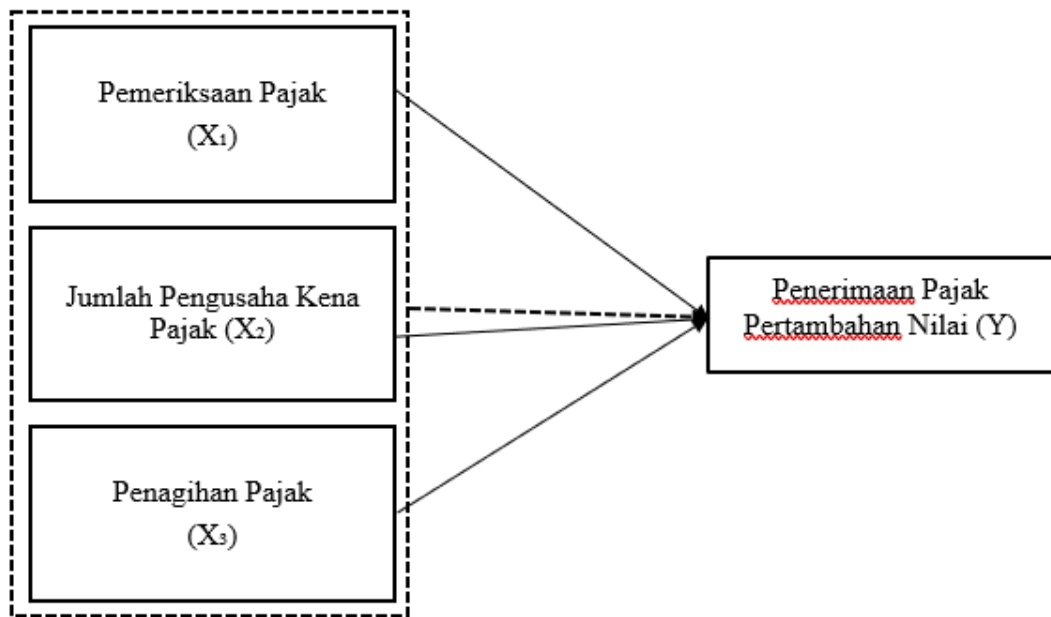 Pemeriksaan Pajak
(X₁)
Jumlah Pengusaha Kena
Pajak (X₂)
Penagihan Pajak
(X₃)
Penerimaan Pajak
Pertambahan Nilai (Y)